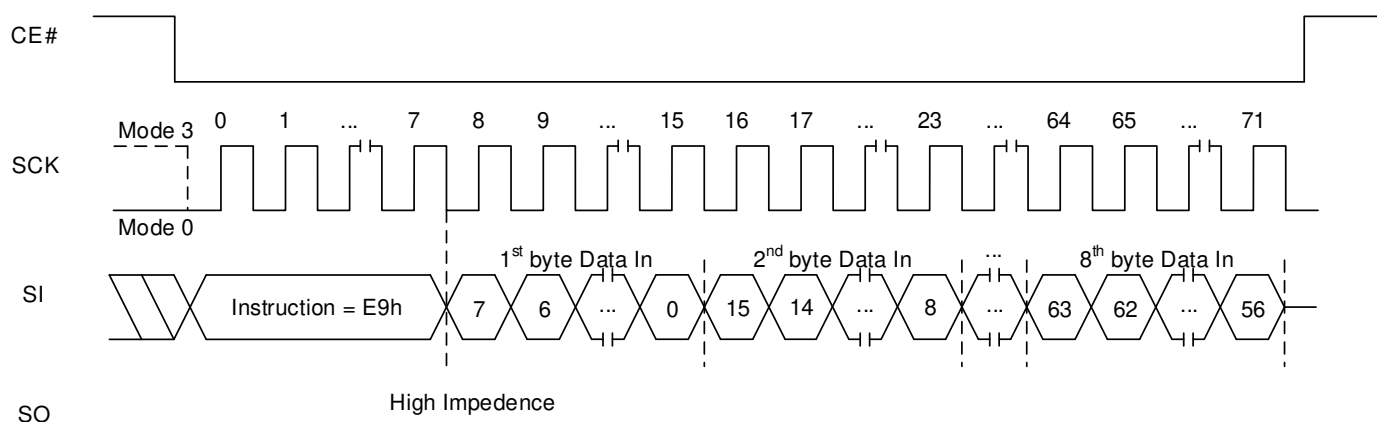 CE#
Mode 3
0 1 ... 7 8 9 ... 15 16 17 ... 23 ... 64 65 ... 71
SCK
Mode 0
1st byte Data In 2nd byte Data In ... 8th byte Data In
SI
Instruction = E9h 7 6 ... 0 15 14 ... 8 ... 63 62 ... 56
High Impedence
SO